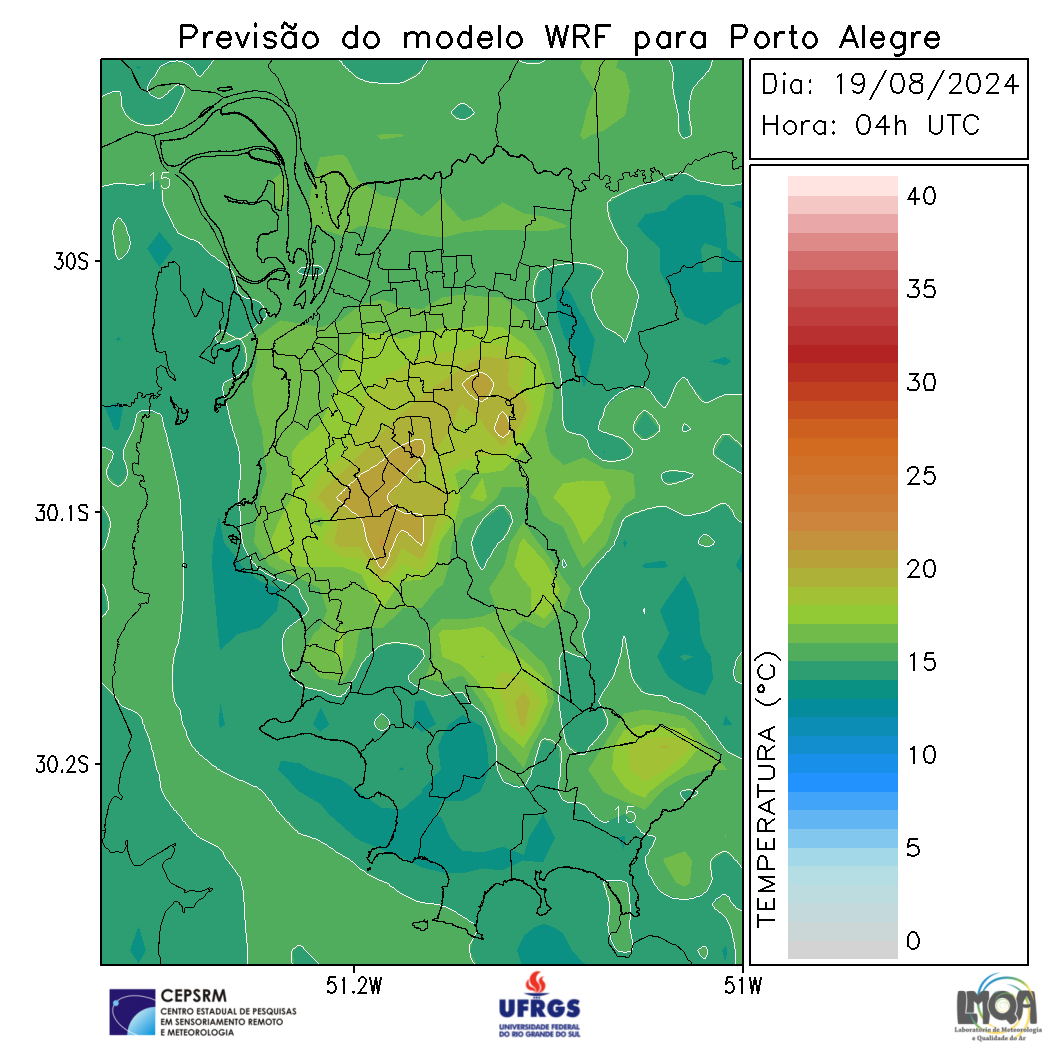 Previsão do modelo WRF para Porto Alegre
Dia: 19/08/2024
Hora: 04h UTC
15
30S
30.1S
30.2S
15
51.2W
51W
40
35
30
25
20
15
10
5
0
TEMPERATURA (°C)
CEPSRM
CENTRO ESTADUAL DE PESQUISAS
EM SENSORIAMENTO REMOTO
E METEOROLOGIA
UFRGS
UNIVERSIDADE FEDERAL
DO RIO GRANDE DO SUL
LMQA
Laboratório de Meteorologia
e Qualidade do Ar